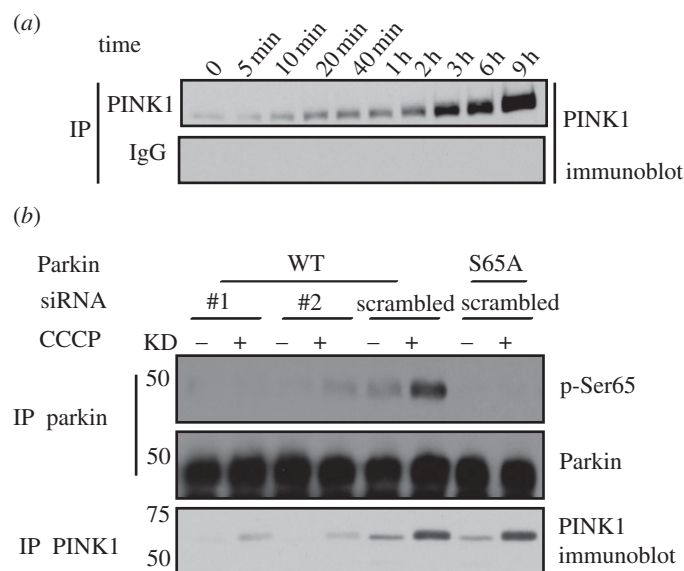 (a)
time
0 5 min 10 min 20 min 40 min 1 h 2 h 3 h 6 h 9 h
IP
PINK1
IgG
PINK1
immunoblot
(b)
Parkin WT S65A
siRNA #1 #2 scrambled scrambled
CCCP KD – + – + – + – +
IP parkin
50
p-Ser65
50
Parkin
75
IP PINK1
50
PINK1
immunoblot